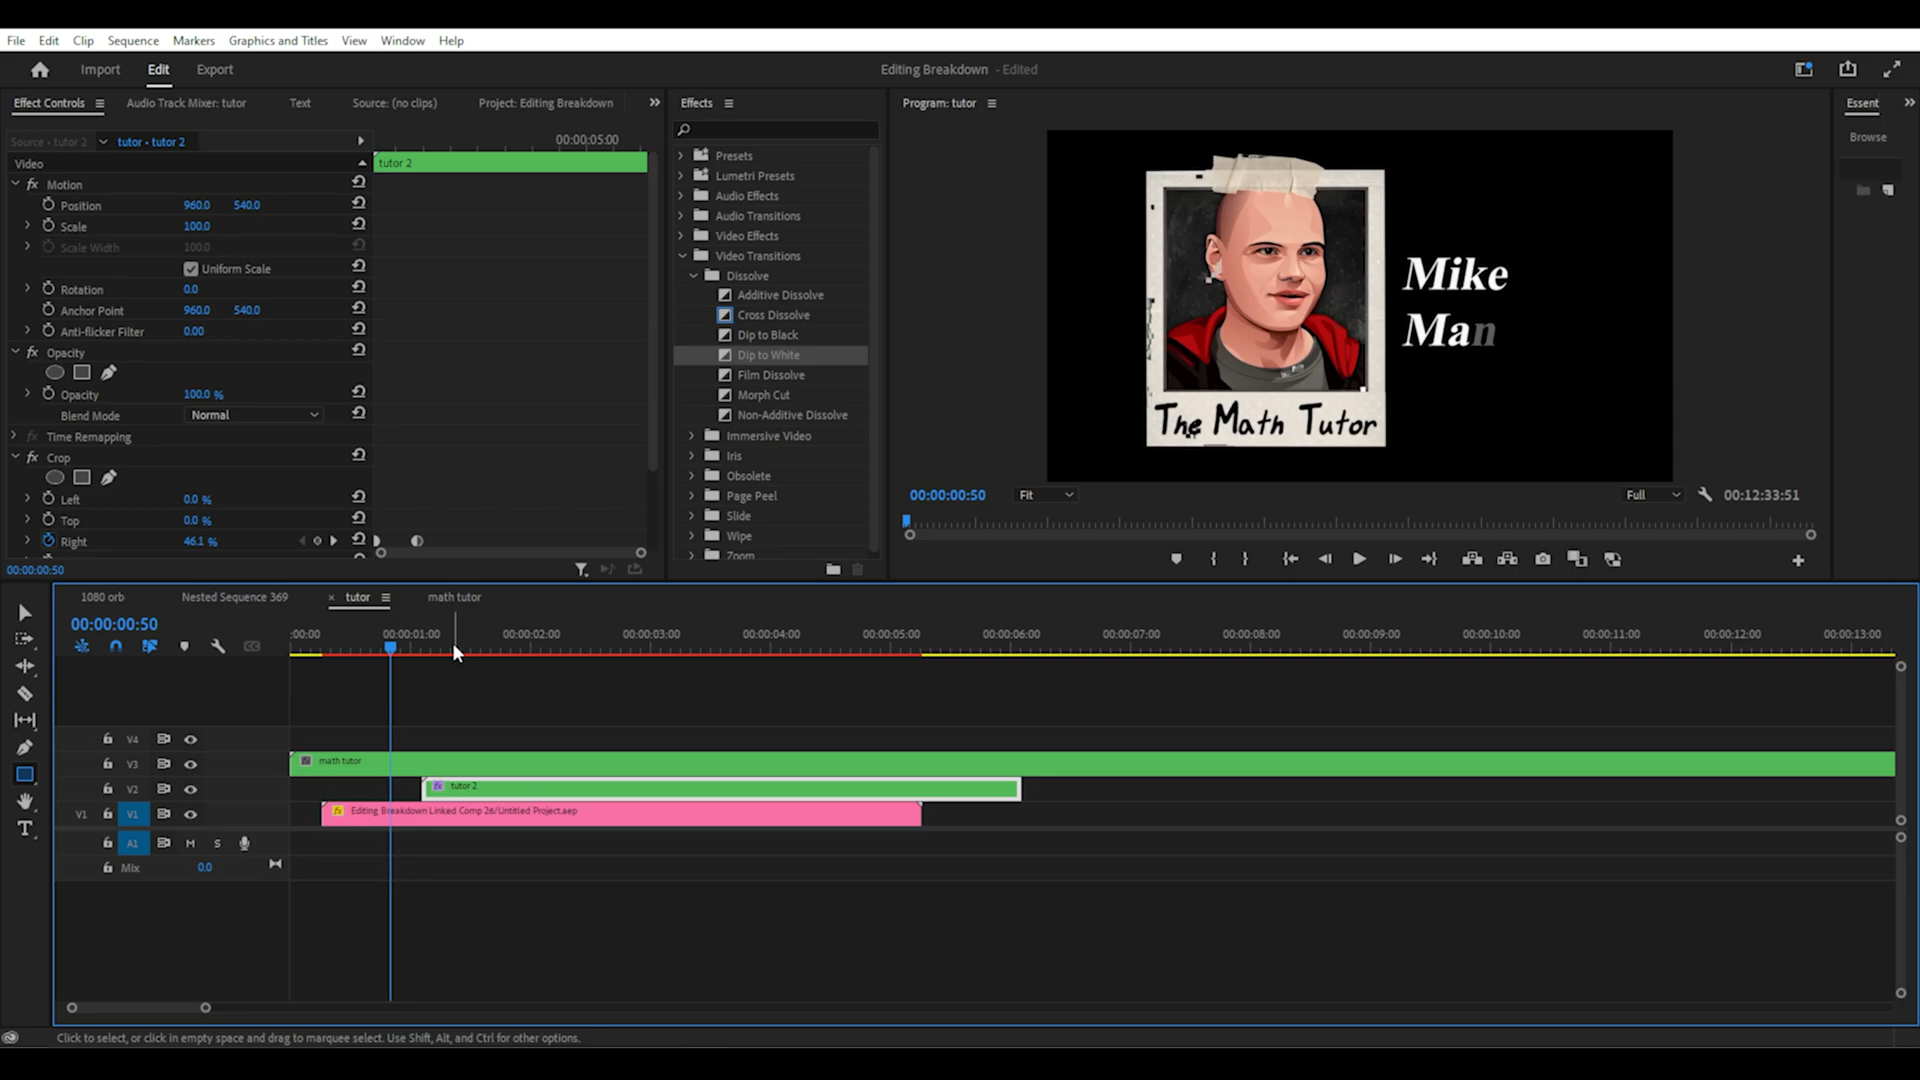 File Edit Clip Sequence Markers Graphics and Titles View Window Help
Import Edit Export
Editing Breakdown - Edited
Effect Controls Audio Track Mixer: tutor Text Source: (no clips) Project: Editing Breakdown
Source - tutor 2 tutor - tutor 2
00:00:05:00
Video
tutor 2
Motion
Position 960.0 540.0
Scale 100.0
Scale Width 100.0
Uniform Scale
Rotation 0.0
Anchor Point 960.0 540.0
Anti-flicker Filter 0.00
Opacity
Opacity 100.0 %
Blend Mode Normal
Time Remapping
Crop
Left 0.0 %
Top 0.0 %
Right 46.1 %
00:00:00:50
Effects
Presets
Lumetri Presets
Audio Effects
Audio Transitions
Video Effects
Video Transitions
Dissolve
Additive Dissolve
Cross Dissolve
Dip to Black
Dip to White
Film Dissolve
Morph Cut
Non-Additive Dissolve
Immersive Video
Iris
Obsolete
Page Peel
Slide
Wipe
Zoom
Program: tutor
Mike
Man
The Math Tutor
00:00:00:50 Fit Full 00:12:33:51
Essent
Browse
1080 orb Nested Sequence 369 × tutor math tutor
00:00:00:50
:00:00 00:00:01:00 00:00:02:00 00:00:03:00 00:00:04:00 00:00:05:00 00:00:06:00 00:00:07:00 00:00:08:00 00:00:09:00 00:00:10:00 00:00:11:00 00:00:12:00 00:00:13:00
V4
V3 math tutor
V2 tutor 2
V1 V1 Editing Breakdown Linked Comp 26/Untitled Project.aep
A1 M S
Mix 0.0
Click to select, or click in empty space and drag to marquee select. Use Shift, Alt, and Ctrl for other options.